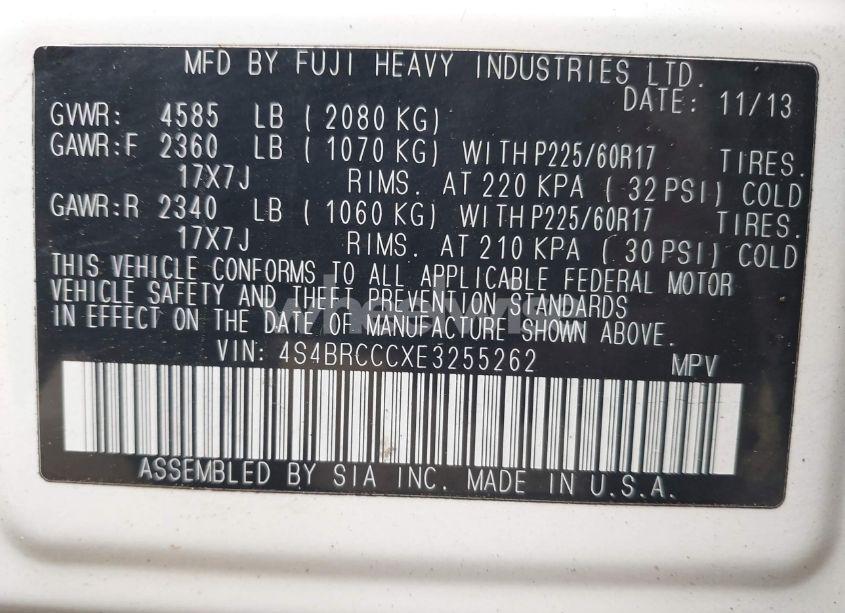 MFD BY FUJI HEAVY INDUSTRIES LTD.
DATE: 11/13
GVWR: 4585 LB ( 2080 KG)
GAWR:F 2360 LB ( 1070 KG) WITH P225/60R17 TIRES.
17X7J RIMS. AT 220 KPA ( 32 PSI) COLD
GAWR:R 2340 LB ( 1060 KG) WITH P225/60R17 TIRES.
17X7J RIMS. AT 210 KPA ( 30 PSI) COLD
THIS VEHICLE CONFORMS TO ALL APPLICABLE FEDERAL MOTOR
VEHICLE SAFETY AND THEFT PREVENTION STANDARDS
IN EFFECT ON THE DATE OF MANUFACTURE SHOWN ABOVE.
VIN: 4S4BRCCCXE3255262 MPV
ASSEMBLED BY SIA INC. MADE IN U.S.A.